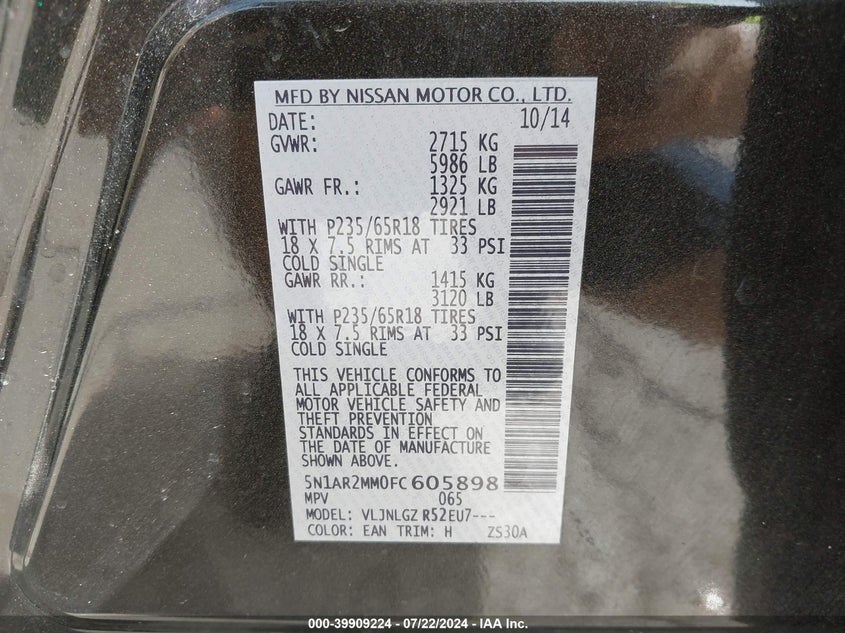 MFD BY NISSAN MOTOR CO., LTD.
DATE: 10/14
GVWR: 2715 KG
5986 LB
GAWR FR.: 1325 KG
2921 LB
WITH P235/65R18 TIRES
18 X 7.5 RIMS AT 33 PSI
COLD SINGLE
GAWR RR.: 1415 KG
3120 LB
WITH P235/65R18 TIRES
18 X 7.5 RIMS AT 33 PSI
COLD SINGLE
THIS VEHICLE CONFORMS TO
ALL APPLICABLE FEDERAL
MOTOR VEHICLE SAFETY AND
THEFT PREVENTION
STANDARDS IN EFFECT ON
THE DATE OF MANUFACTURE
SHOWN ABOVE.
5N1AR2MM0FC605898
MPV 065
MODEL: VLJNLGZ R52EU7---
COLOR: EAN TRIM: H ZS30A
000-39909224 - 07/22/2024 - IAA Inc.